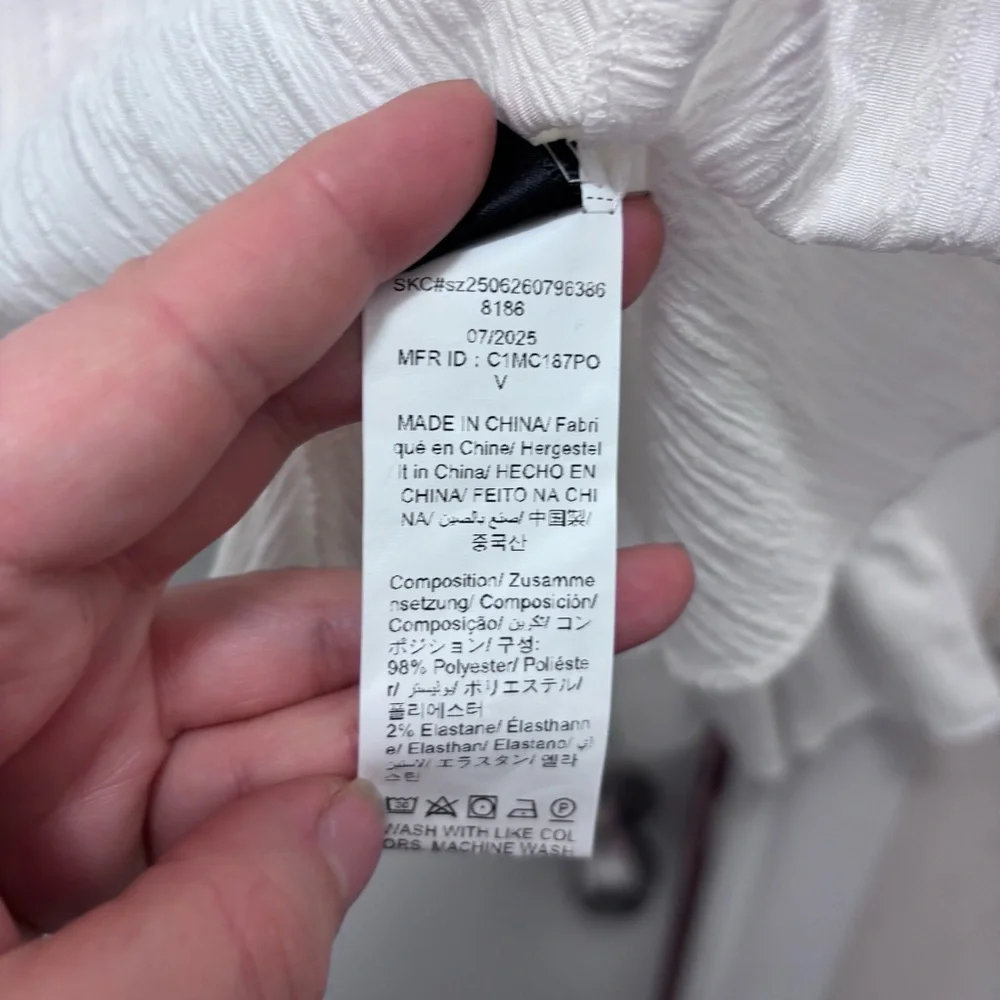 SKC#sz2506260796386
8186
07/2025
MFR ID : C1MC187PO
V
MADE IN CHINA/ Fabri
qué en Chine/ Hergestel
lt in China/ HECHO EN
CHINA/ FEITO NA CHI
NA/ صنع بالصين/ 中国製/
중국산
Composition/ Zusamme
nsetzung/ Composición/
Composição/ تكوين/ コン
ポジション/ 구성:
98% Polyester/ Poliéste
r/ بوليستر/ ポリエステル/
폴리에스터
2% Elastane/ Élasthann
e/ Elasthan/ Elastano/
エラスタン/ 엘라
스틴
WASH WITH LIKE COL
ORS. MACHINE WASH